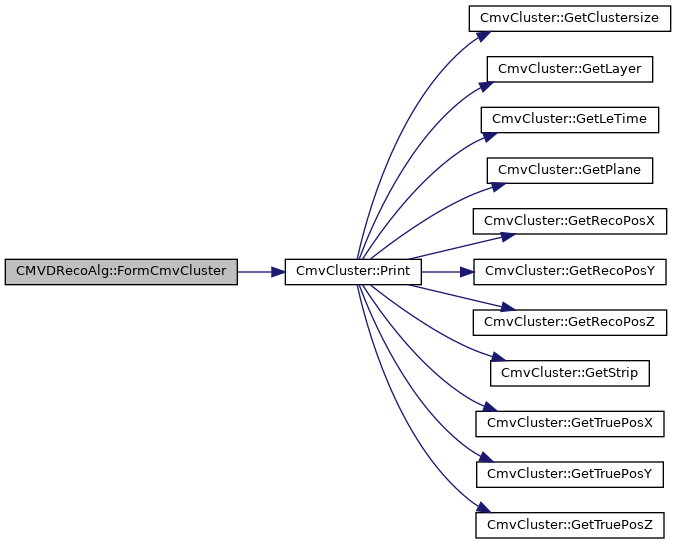 CmvCluster::GetClustersize
CmvCluster::GetLayer
CmvCluster::GetLeTime
CmvCluster::GetPlane
CmvCluster::GetRecoPosX
CMVDRecoAlg::FormCmvCluster
CmvCluster::Print
CmvCluster::GetRecoPosY
CmvCluster::GetRecoPosZ
CmvCluster::GetStrip
CmvCluster::GetTruePosX
CmvCluster::GetTruePosY
CmvCluster::GetTruePosZ